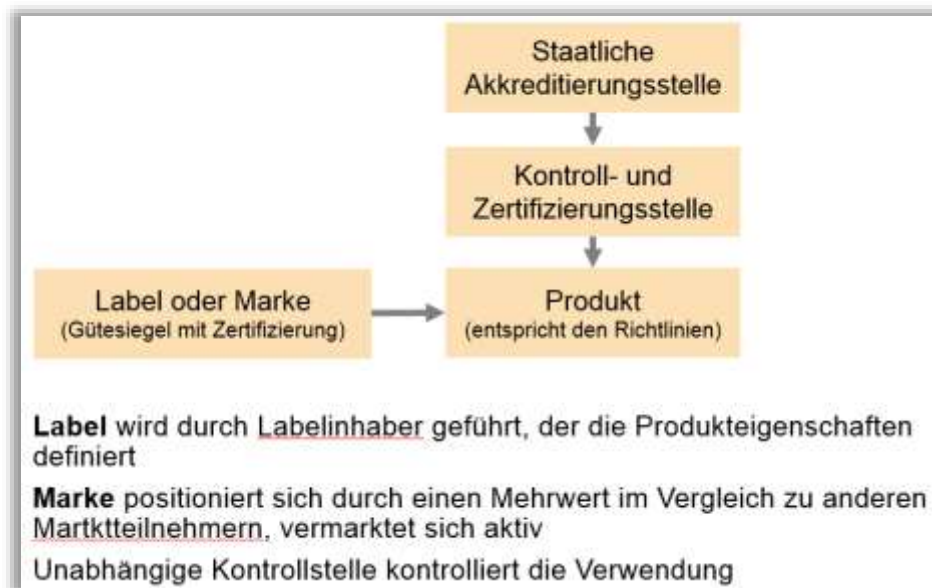 Staatliche
Akkreditierungsstelle
Kontroll- und
Zertifizierungsstelle
Label oder Marke
(Gütesiegel mit Zertifizierung)
Produkt
(entspricht den Richtlinien)
Label wird durch Labelinhaber geführt, der die Produkteigenschaften
definiert
Marke positioniert sich durch einen Mehrwert im Vergleich zu anderen
Martktteilnehmern, vermarktet sich aktiv
Unabhängige Kontrollstelle kontrolliert die Verwendung